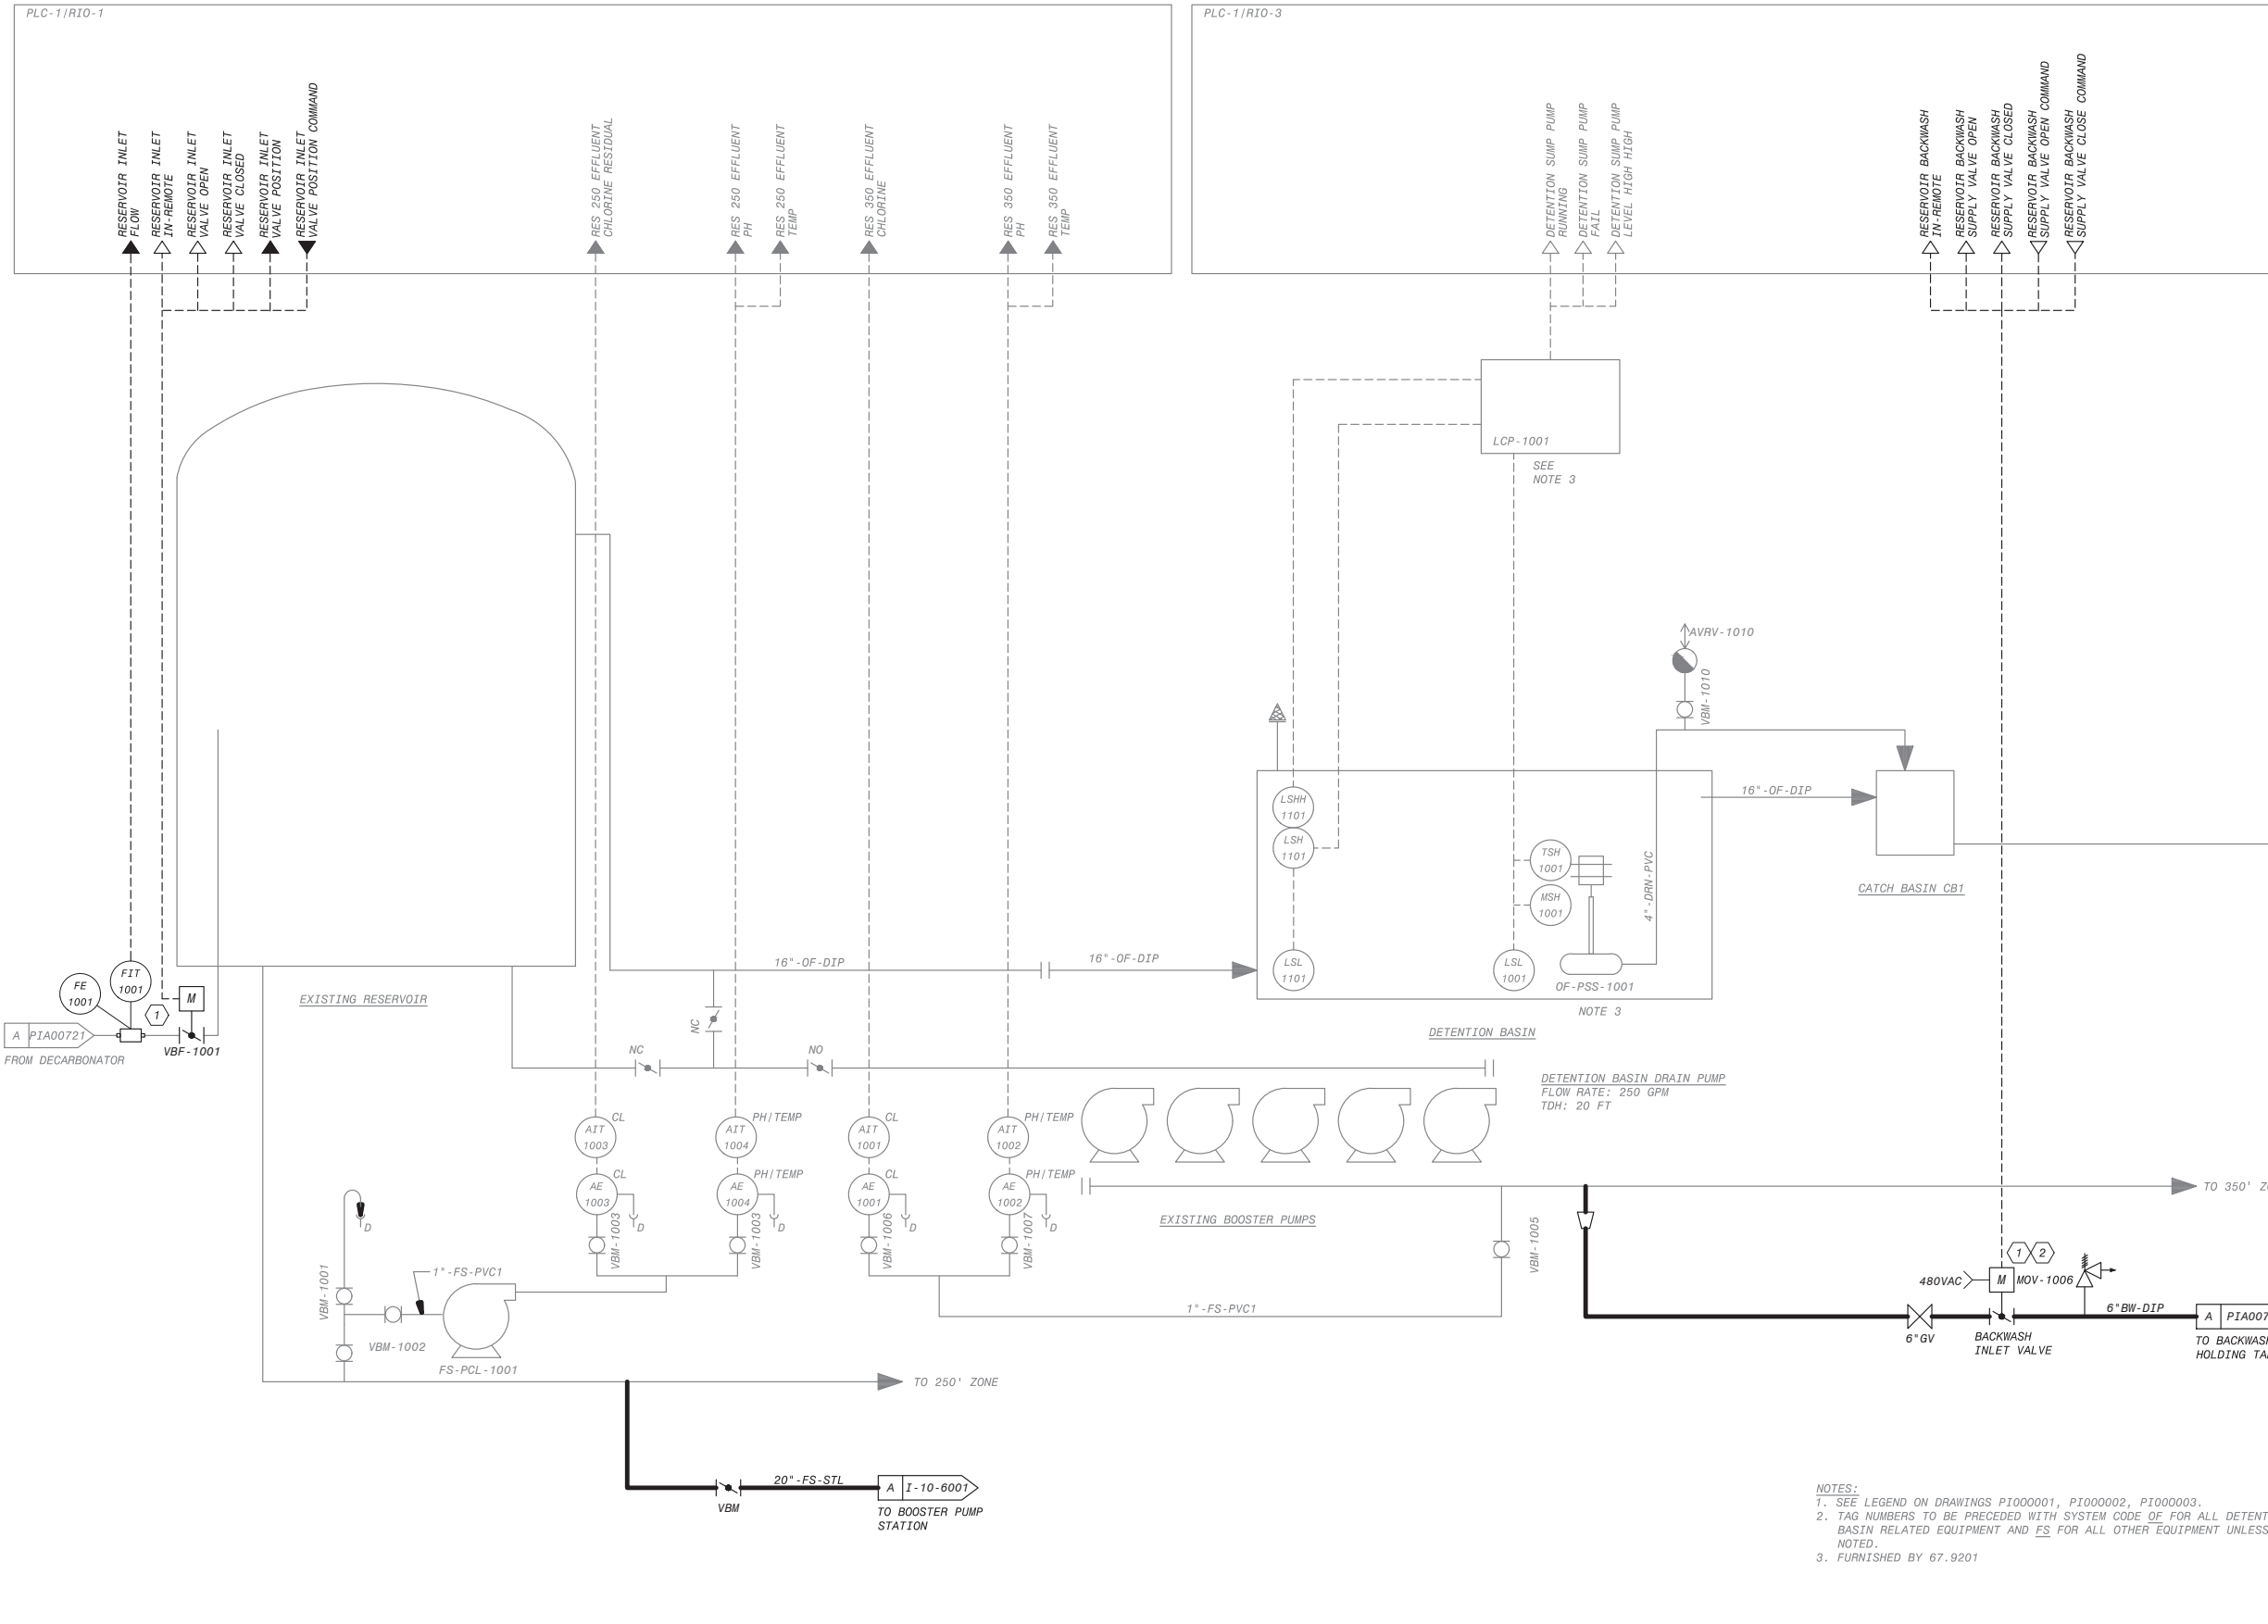 PLC-1/RIO-1
PLC-1/RIO-3
RESERVOIR INLET
FLOW
RESERVOIR INLET
IN-REMOTE
RESERVOIR INLET
VALVE OPEN
RESERVOIR INLET
VALVE CLOSED
RESERVOIR INLET
VALVE POSITION
RESERVOIR INLET
VALVE POSITION COMMAND
RES 250 EFFLUENT
CHLORINE RESIDUAL
RES 250 EFFLUENT
PH
RES 250 EFFLUENT
TEMP
RES 350 EFFLUENT
CHLORINE
RES 350 EFFLUENT
PH
RES 350 EFFLUENT
TEMP
DETENTION SUMP PUMP
RUNNING
DETENTION SUMP PUMP
FAIL
DETENTION SUMP PUMP
LEVEL HIGH HIGH
RESERVOIR BACKWASH
IN-REMOTE
RESERVOIR BACKWASH
SUPPLY VALVE OPEN
RESERVOIR BACKWASH
SUPPLY VALVE CLOSED
RESERVOIR BACKWASH
SUPPLY VALVE OPEN COMMAND
RESERVOIR BACKWASH
SUPPLY VALVE CLOSE COMMAND
LCP-1001
SEE
NOTE 3
AVRV-1010
VBM-1010
LSHH
1101
LSH
1101
LSL
1101
TSH
1001
MSH
1001
LSL
1001
OF-PSS-1001
NOTE 3
4"-DRN-PVC
16"-OF-DIP
CATCH BASIN CB1
DETENTION BASIN
FIT
1001
FE
1001
1
M
A PIA00721
VBF-1001
FROM DECARBONATOR
EXISTING RESERVOIR
16"-OF-DIP
16"-OF-DIP
NC
NC
NO
DETENTION BASIN DRAIN PUMP
FLOW RATE: 250 GPM
TDH: 20 FT
AIT
1003
CL
AIT
1004
PH/TEMP
AIT
1001
CL
AIT
1002
PH/TEMP
AE
1003
CL
AE
1004
PH/TEMP
AE
1001
CL
AE
1002
PH/TEMP
D
D
D
D
D
VBM-1003
VBM-1003
VBM-1006
VBM-1007
EXISTING BOOSTER PUMPS
VBM-1005
TO 350' Z
VBM-1001
1"-FS-PVC1
VBM-1002
FS-PCL-1001
1"-FS-PVC1
TO 250' ZONE
480VAC
M
1
2
MOV-1006
6"BW-DIP
6"GV
BACKWASH
INLET VALVE
A PIA007
TO BACKWASH
HOLDING TA
20"-FS-STL
VBM
A I-10-6001
TO BOOSTER PUMP
STATION
NOTES:
1. SEE LEGEND ON DRAWINGS PI000001, PI000002, PI000003.
2. TAG NUMBERS TO BE PRECEDED WITH SYSTEM CODE OF FOR ALL DETENT
BASIN RELATED EQUIPMENT AND FS FOR ALL OTHER EQUIPMENT UNLESS
NOTED.
3. FURNISHED BY 67.9201